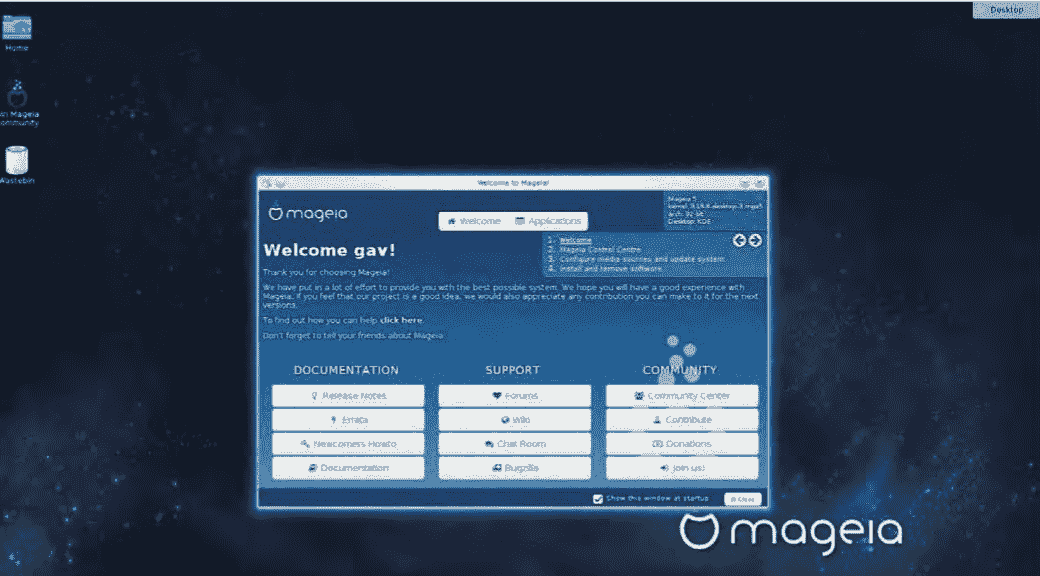 Desktop
Home
Mageia
Community
Wastebin
Welcome to Mageia!
mageia
Welcome
Applications
Mageia 5
Desktop: KDE
1. Welcome
2. Mageia Control Centre
3. Configure media sources and update system
4. Install and remove software
Welcome gav!
Thank you for choosing Mageia!
We have put in a lot of effort to provide you with the best possible system. We hope you will have a good experience with
Mageia. If you feel that our project is a good idea, we would also appreciate any contribution you can make to it for the next
versions.
To find out how you can help click here.
Don't forget to tell your friends about Mageia
DOCUMENTATION
SUPPORT
COMMUNITY
Release Notes
Forums
Community Center
Errata
Wiki
Contribute
Newcomers Howto
Chat Room
Donations
Documentation
Bugzilla
Join us!
Show this window at startup
Close
mageia